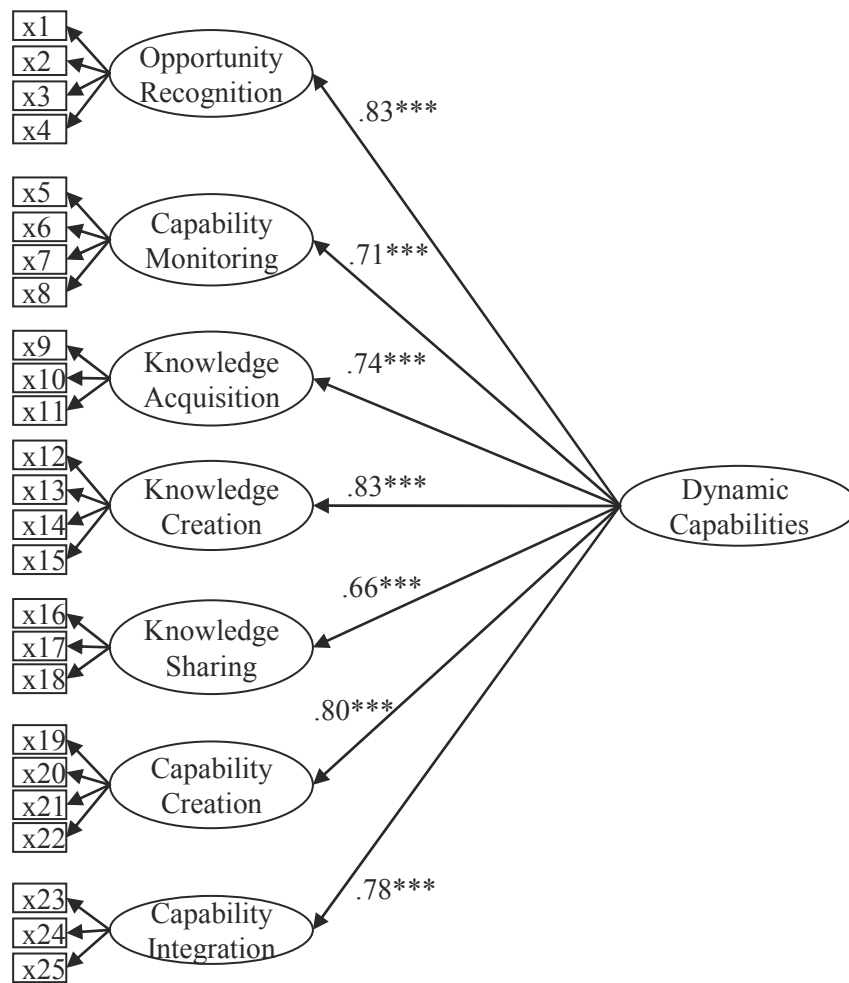 x1
x2
x3
x4
Opportunity
Recognition
.83***
x5
x6
x7
x8
Capability
Monitoring
.71***
x9
x10
x11
Knowledge
Acquisition
.74***
x12
x13
x14
x15
Knowledge
Creation
.83***
Dynamic
Capabilities
x16
x17
x18
Knowledge
Sharing
.66***
x19
x20
x21
x22
Capability
Creation
.80***
x23
x24
x25
Capability
Integration
.78***